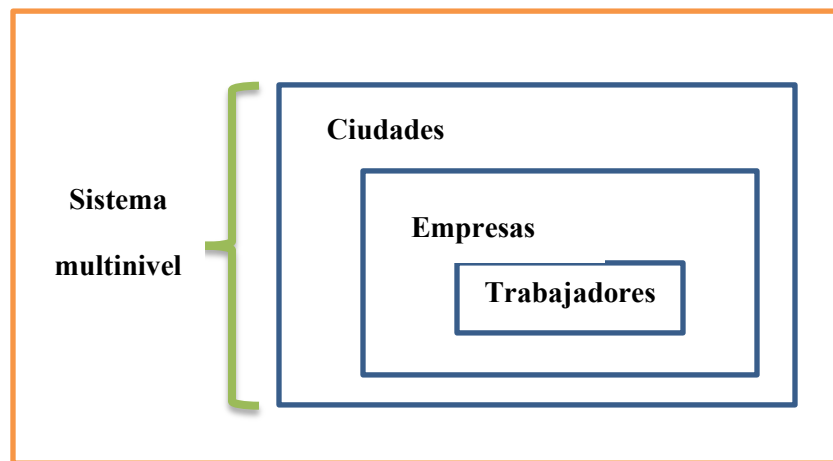 Ciudades
Sistema
multinivel
Empresas
Trabajadores